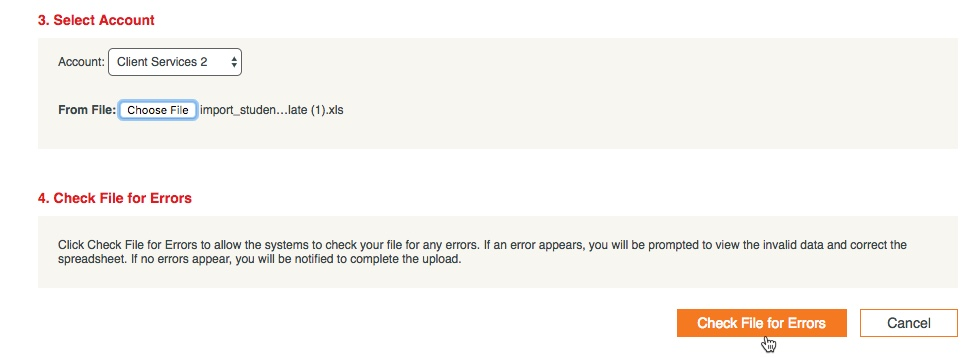 3. Select Account
Account: Client Services 2
From File: Choose File import_studen...late (1).xls
4. Check File for Errors
Click Check File for Errors to allow the systems to check your file for any errors. If an error appears, you will be prompted to view the invalid data and correct the
spreadsheet. If no errors appear, you will be notified to complete the upload.
Check File for Errors Cancel